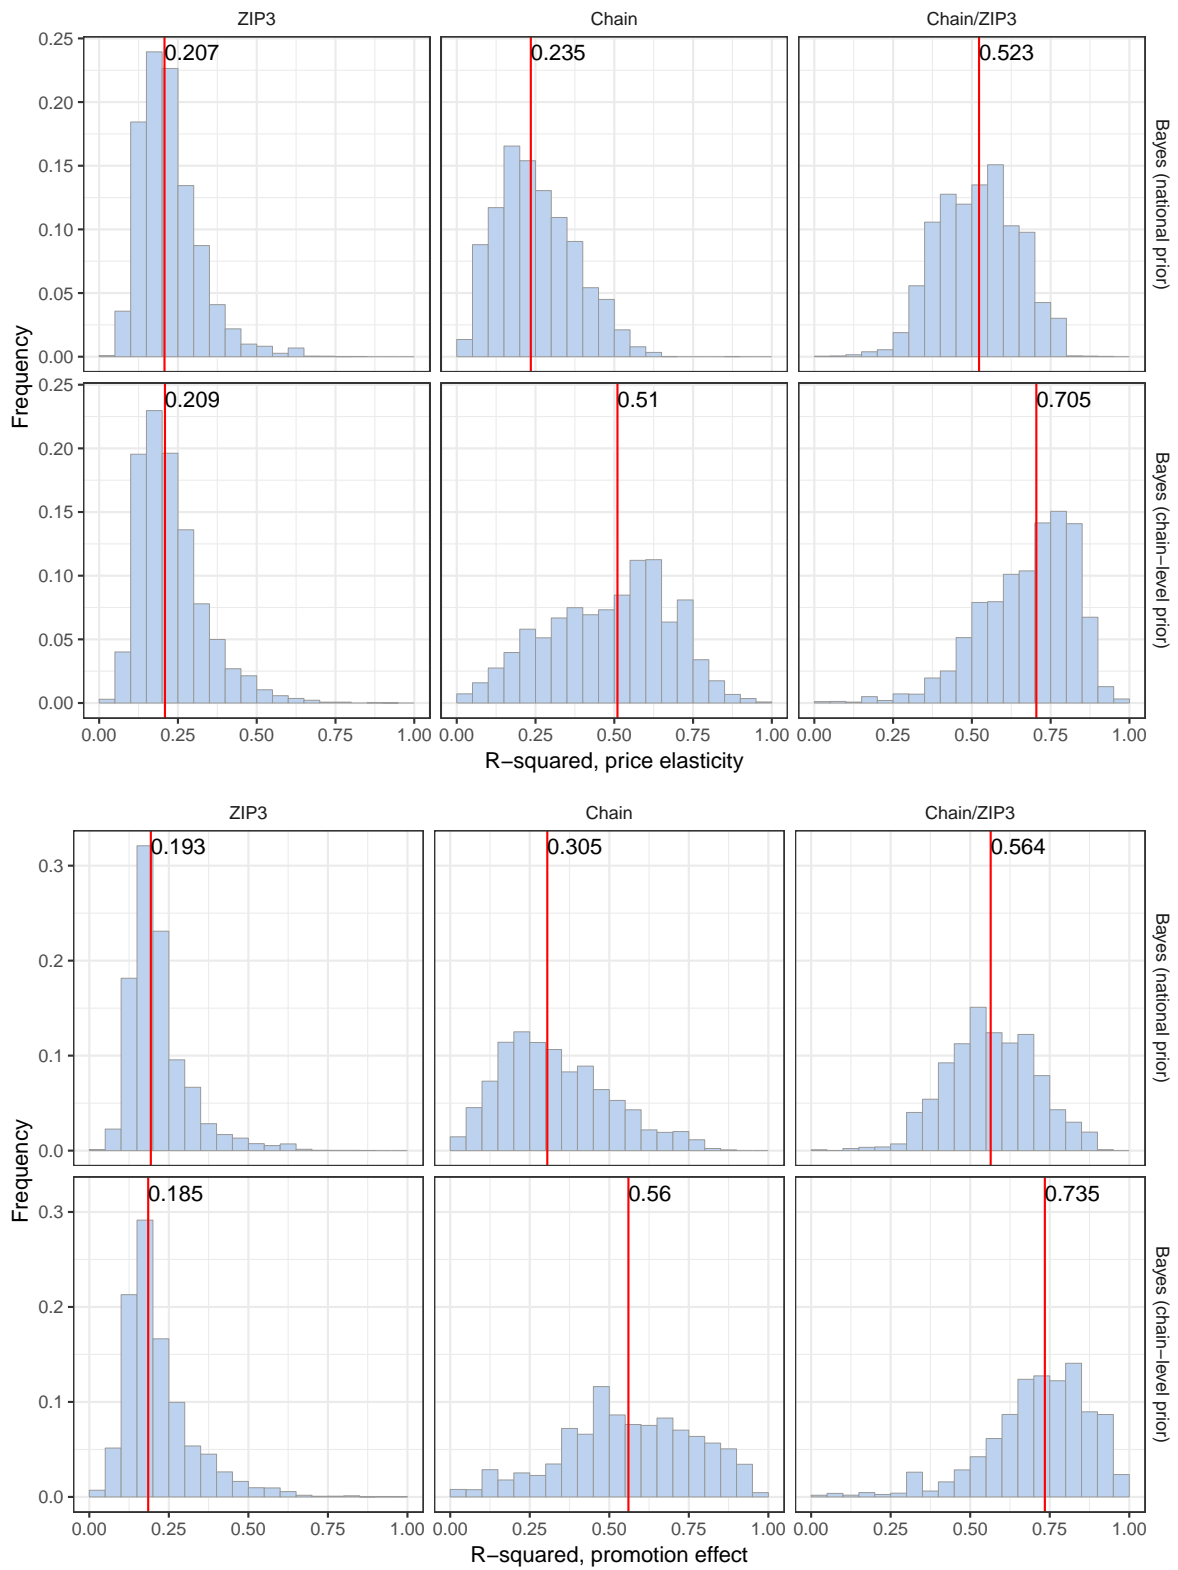 ZIP3 Chain Chain/ZIP3
0.25
0.20
0.15
0.10
0.05
0.00
0.207 0.235 0.523
Bayes (national prior)
Frequency
0.25
0.20
0.15
0.10
0.05
0.00
0.209 0.51 0.705
Bayes (chain−level prior)
0.00 0.25 0.50 0.75 1.00 0.00 0.25 0.50 0.75 1.00 0.00 0.25 0.50 0.75 1.00
R−squared, price elasticity
ZIP3 Chain Chain/ZIP3
0.3
0.2
0.1
0.0
0.193 0.305 0.564
Bayes (national prior)
Frequency
0.3
0.2
0.1
0.0
0.185 0.56 0.735
Bayes (chain−level prior)
0.00 0.25 0.50 0.75 1.00 0.00 0.25 0.50 0.75 1.00 0.00 0.25 0.50 0.75 1.00
R−squared, promotion effect